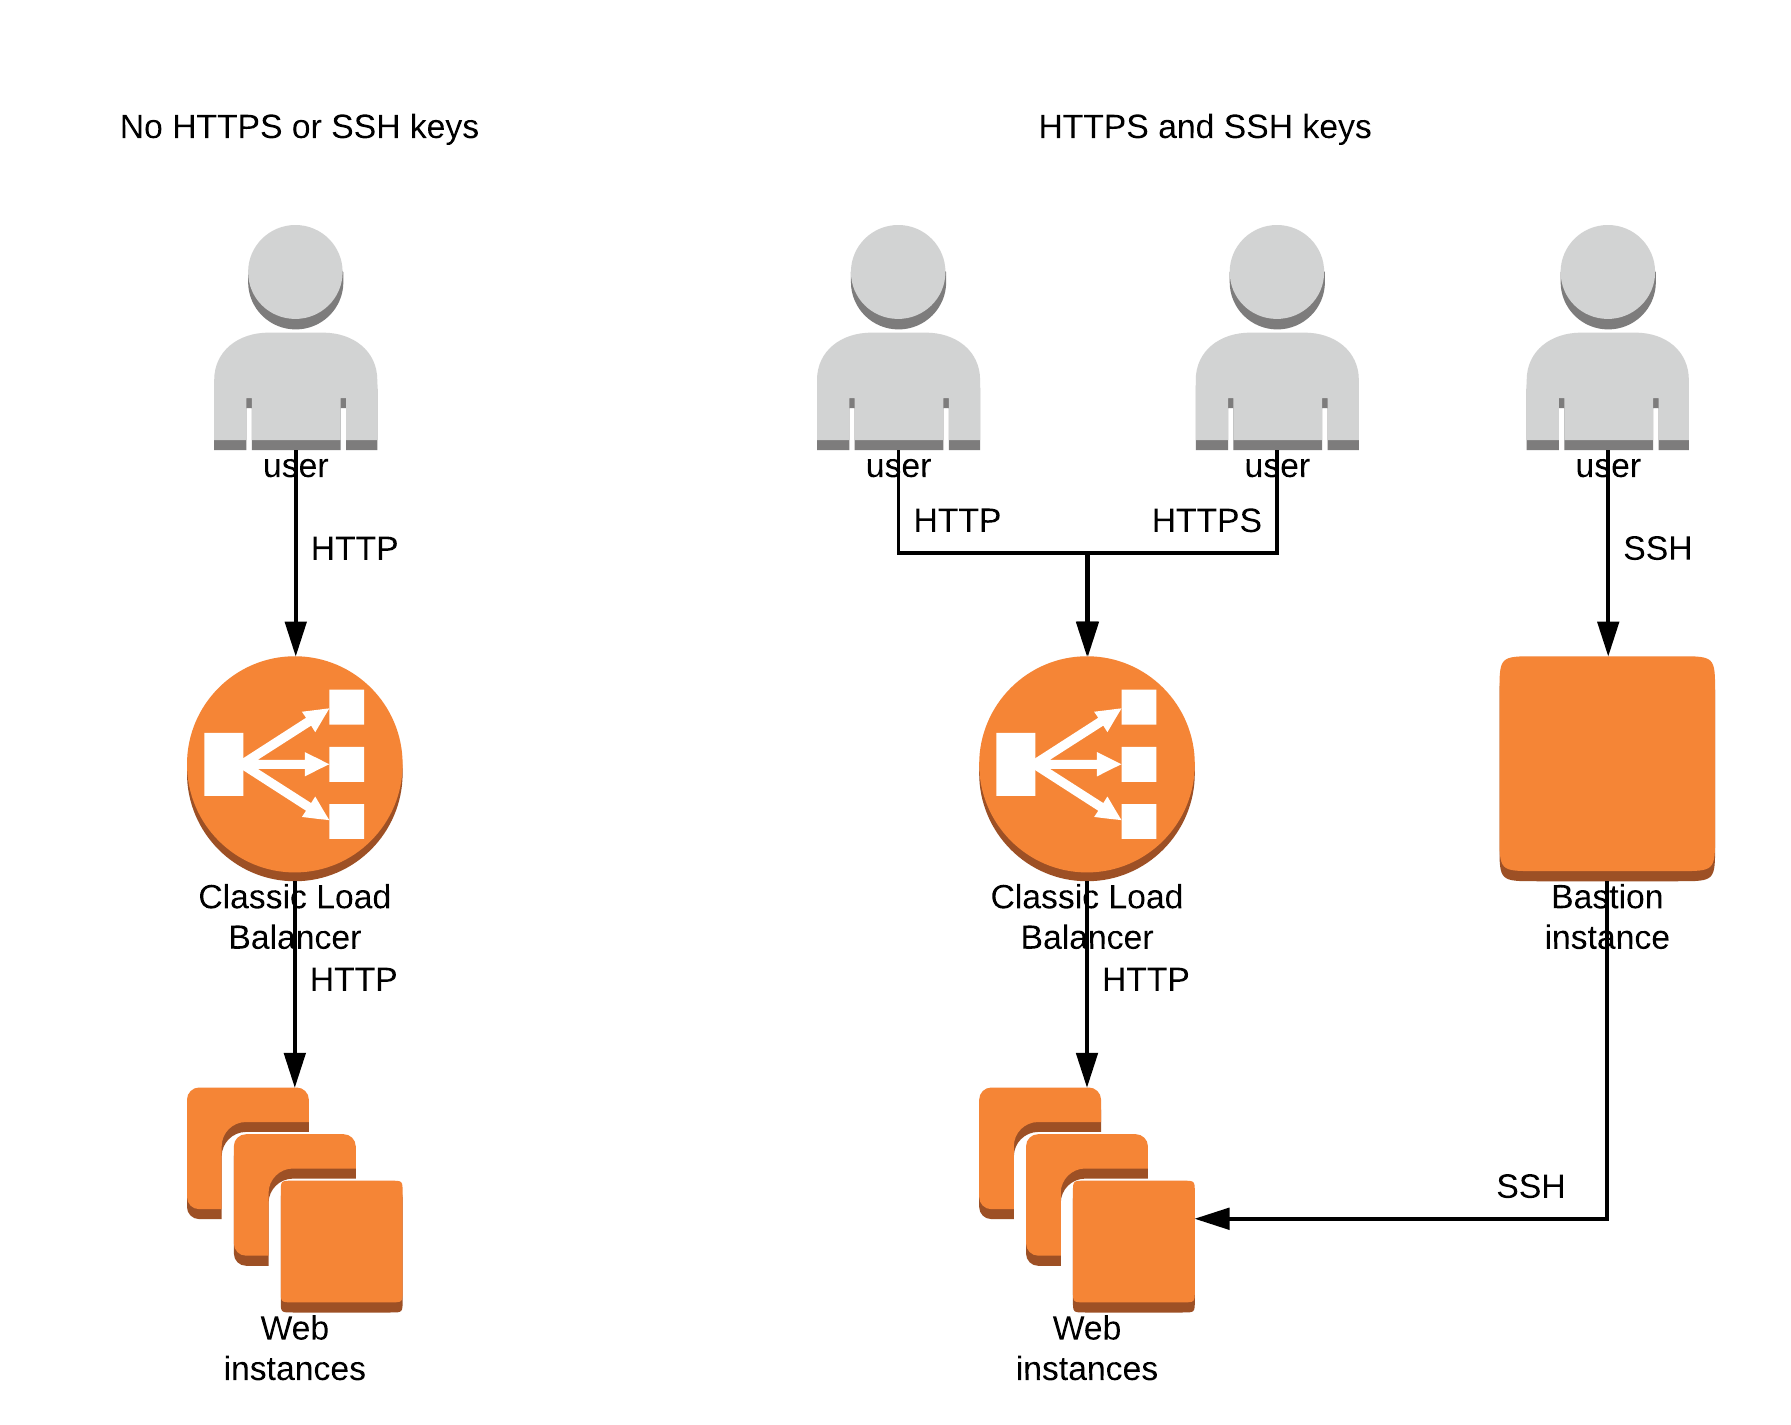 No HTTPS or SSH keys
HTTPS and SSH keys
user
user
user
user
HTTP
HTTPS
HTTP
SSH
Classic Load
Balancer
Classic Load
Balancer
Bastion
instance
HTTP
HTTP
SSH
Web
instances
Web
instances